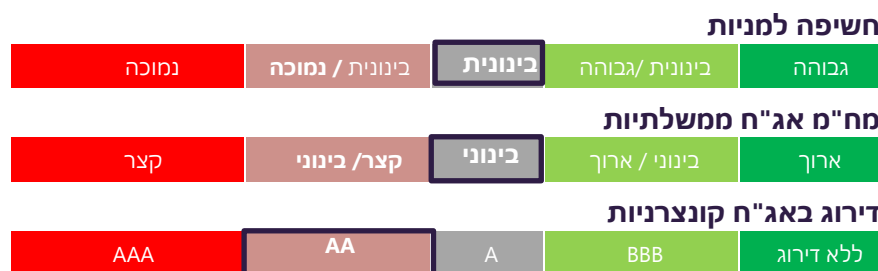 חשיפה למניות
גבוהה בינונית /גבוהה בינונית בינונית / נמוכה נמוכה
מח"מ אג"ח ממשלתיות
ארוך בינוני / ארוך בינוני קצר/ בינוני קצר
דירוג באג"ח קונצרניות
ללא דירוג BBB A AA AAA